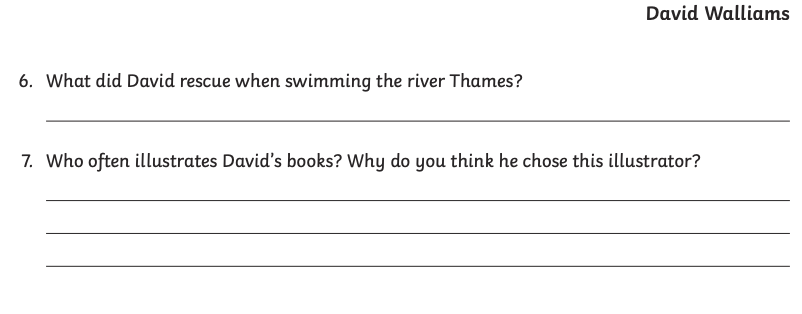 David Walliams
6. What did David rescue when swimming the river Thames?
7. Who often illustrates David's books? Why do you think he chose this illustrator?